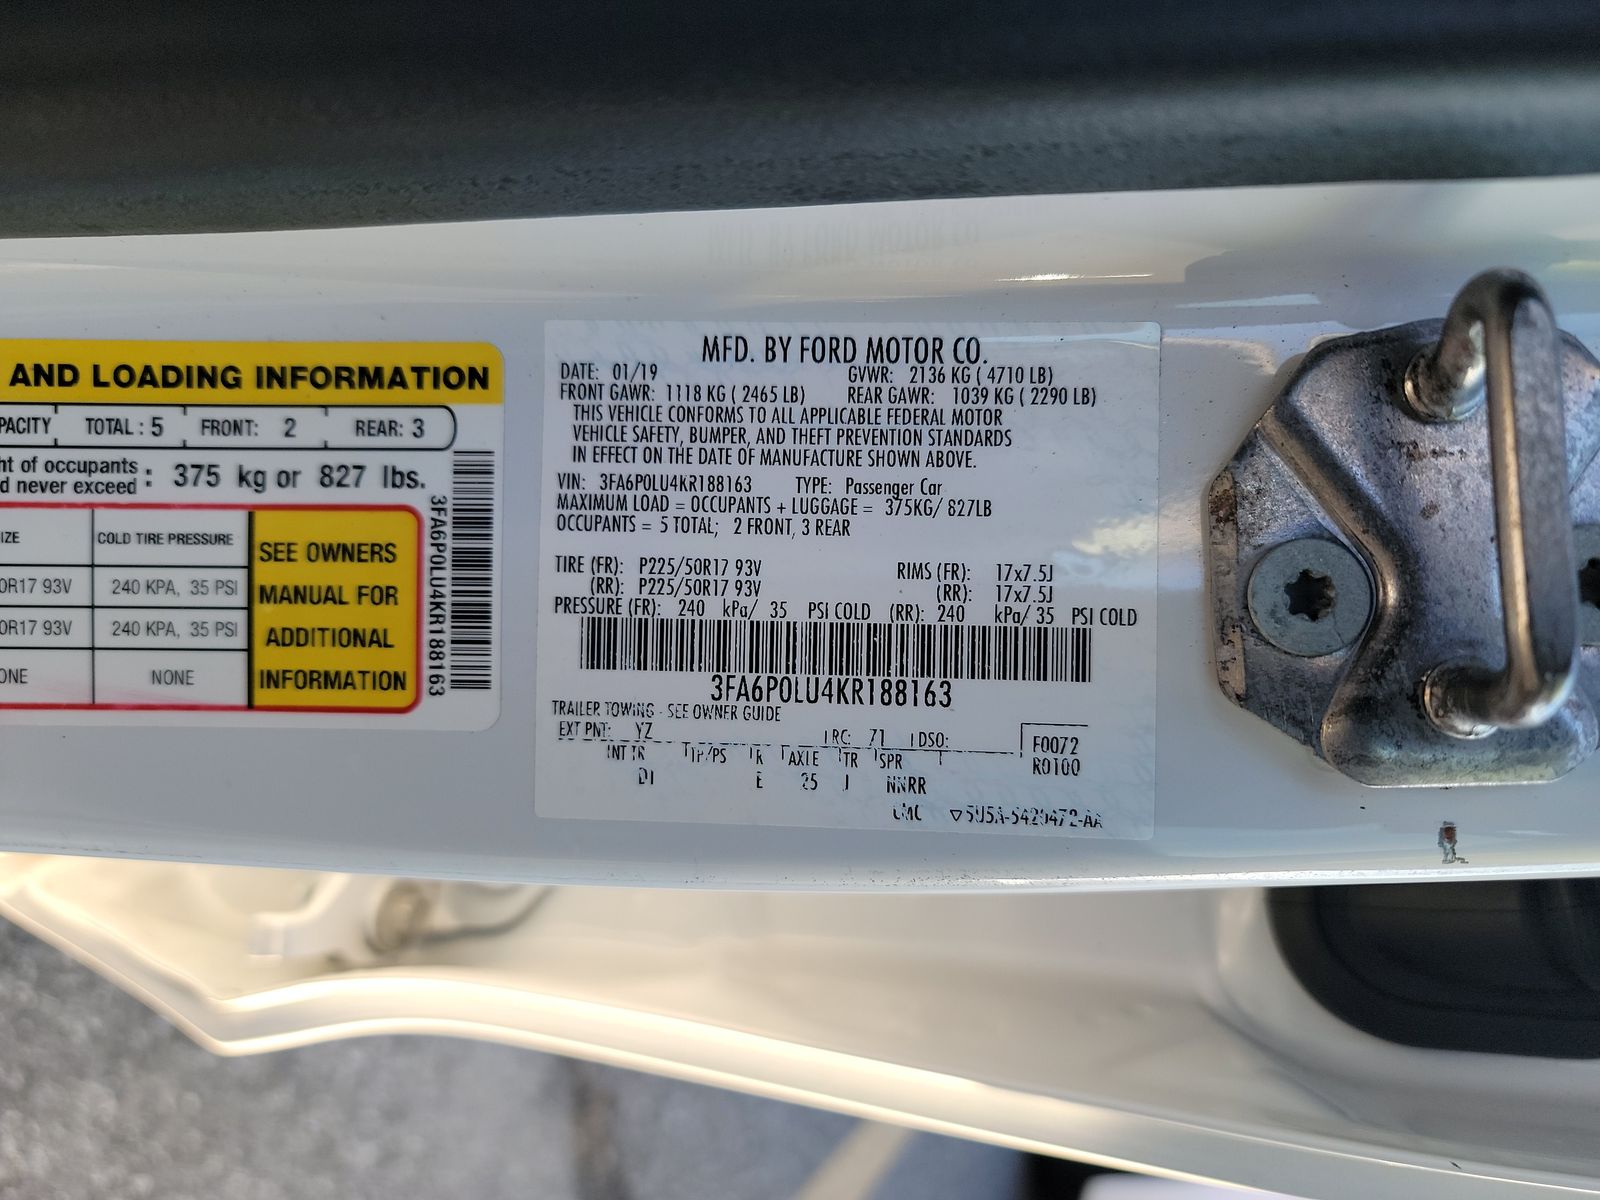 AND LOADING INFORMATION
TOTAL : 5 FRONT: 2 REAR: 3
of occupants : 375 kg or 827 lbs.
never exceed
COLD TIRE PRESSURE
0R17 93V 240 KPA, 35 PSI
0R17 93V 240 KPA, 35 PSI
NONE
SEE OWNERS
MANUAL FOR
ADDITIONAL
INFORMATION
3FA6P0LU4KR188163
MFD. BY FORD MOTOR CO.
DATE: 01/19 GVWR: 2136 KG ( 4710 LB)
FRONT GAWR: 1118 KG ( 2465 LB) REAR GAWR: 1039 KG ( 2290 LB)
THIS VEHICLE CONFORMS TO ALL APPLICABLE FEDERAL MOTOR
VEHICLE SAFETY, BUMPER, AND THEFT PREVENTION STANDARDS
IN EFFECT ON THE DATE OF MANUFACTURE SHOWN ABOVE.
VIN: 3FA6P0LU4KR188163 TYPE: Passenger Car
MAXIMUM LOAD = OCCUPANTS + LUGGAGE = 375KG/ 827LB
OCCUPANTS = 5 TOTAL; 2 FRONT, 3 REAR
TIRE (FR): P225/50R17 93V RIMS (FR): 17x7.5J
(RR): P225/50R17 93V (RR): 17x7.5J
PRESSURE (FR): 240 kPa/ 35 PSI COLD (RR): 240 kPa/ 35 PSI COLD
3FA6P0LU4KR188163
TRAILER TOWING - SEE OWNER GUIDE
EXT PNT: YZ RC: 71 DSO: F0072
INT TR TP/PS R AXLE TR SPR R0100
DI E 25 J NNRR